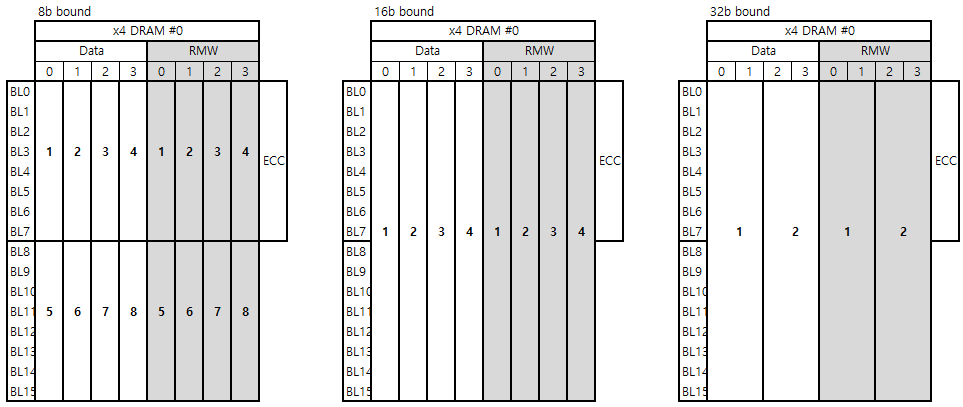 8b bound 16b bound 32b bound
x4 DRAM #0 x4 DRAM #0 x4 DRAM #0
Data RMW Data RMW Data RMW
0 1 2 3 0 1 2 3 0 1 2 3 0 1 2 3 0 1 2 3 0 1 2 3
BL0 BL0 BL0
BL1 BL1 BL1
BL2 BL2 BL2
BL3 1 2 3 4 1 2 3 4 BL3 BL3
ECC ECC ECC
BL4 BL4 BL4
BL5 BL5 BL5
BL6 BL6 BL6
BL7 BL7 1 2 3 4 1 2 3 4 BL7 1 2 1 2
BL8 BL8 BL8
BL9 BL9 BL9
BL10 BL10 BL10
BL11 5 6 7 8 5 6 7 8 BL11 BL11
BL12 BL12 BL12
BL13 BL13 BL13
BL14 BL14 BL14
BL15 BL15 BL15